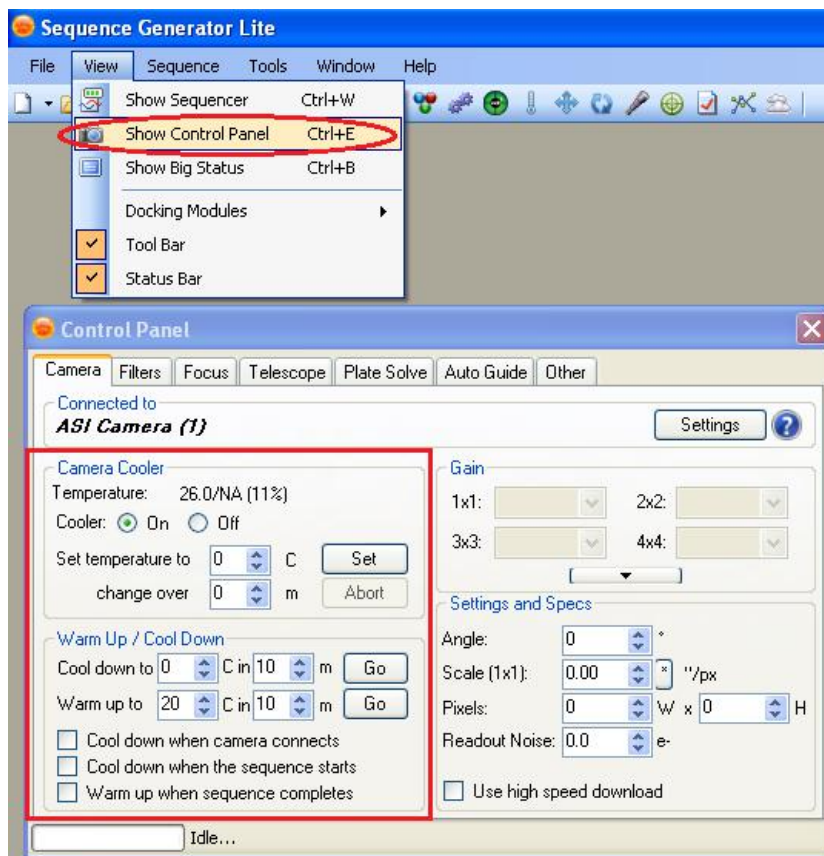 Sequence Generator Lite
File View Sequence Tools Window Help
Show Sequencer Ctrl+W
Show Control Panel Ctrl+E
Show Big Status Ctrl+B
Docking Modules
Tool Bar
Status Bar
Control Panel
Camera Filters Focus Telescope Plate Solve Auto Guide Other
Connected to
ASI Camera (1) Settings ?
Camera Cooler
Temperature: 26.0/NA (11%)
Cooler: On Off
Set temperature to 0 C Set
change over 0 m Abort
Warm Up / Cool Down
Cool down to 0 C in 10 m Go
Warm up to 20 C in 10 m Go
Cool down when camera connects
Cool down when the sequence starts
Warm up when sequence completes
Gain
1x1: 2x2:
3x3: 4x4:
Settings and Specs
Angle: 0 °
Scale (1x1): 0.00 * "/px
Pixels: 0 W x 0 H
Readout Noise: 0.0 e-
Use high speed download
Idle...